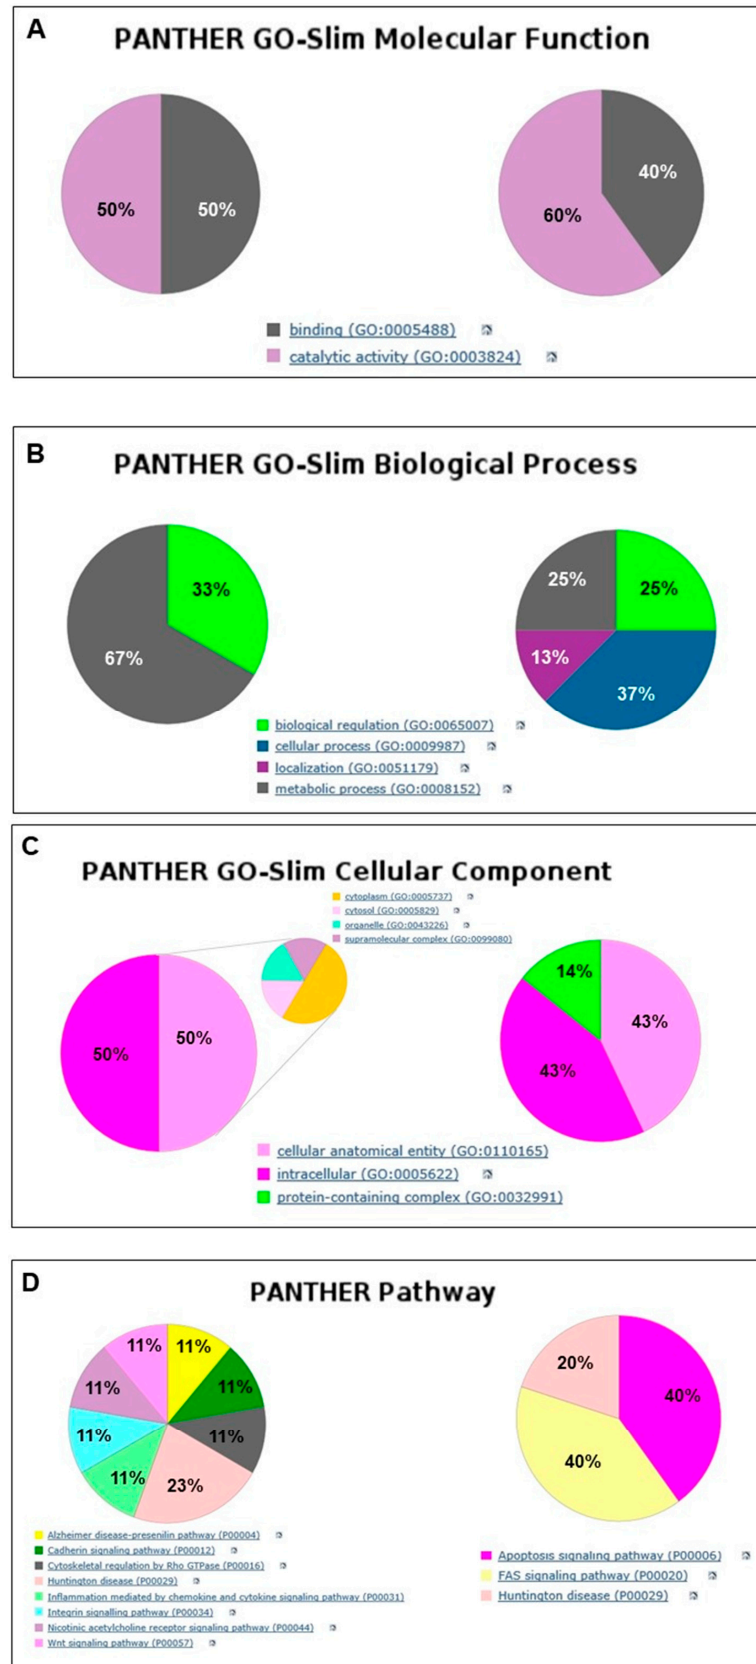 A
PANTHER GO-Slim Molecular Function
50%
50%
40%
60%
binding (GO:0005488)
catalytic activity (GO:0003824)
B
PANTHER GO-Slim Biological Process
33%
67%
25%
25%
13%
37%
biological regulation (GO:0065007)
cellular process (GO:0009987)
localization (GO:0051179)
metabolic process (GO:0008152)
C
PANTHER GO-Slim Cellular Component
cytoplasm (GO:0005737)
cytosol (GO:0005829)
organelle (GO:0043226)
supramolecular complex (GO:0099080)
50%
50%
14%
43%
43%
cellular anatomical entity (GO:0110165)
intracellular (GO:0005622)
protein-containing complex (GO:0032991)
D
PANTHER Pathway
11%
11%
11%
11%
11%
11%
11%
23%
20%
40%
40%
Alzheimer disease-presenilin pathway (P00004)
Cadherin signaling pathway (P00012)
Cytoskeletal regulation by Rho GTPase (P00016)
Huntington disease (P00029)
Inflammation mediated by chemokine and cytokine signaling pathway (P00031)
Integrin signalling pathway (P00034)
Nicotinic acetylcholine receptor signaling pathway (P00044)
Wnt signaling pathway (P00057)
Apoptosis signaling pathway (P00006)
FAS signaling pathway (P00020)
Huntington disease (P00029)